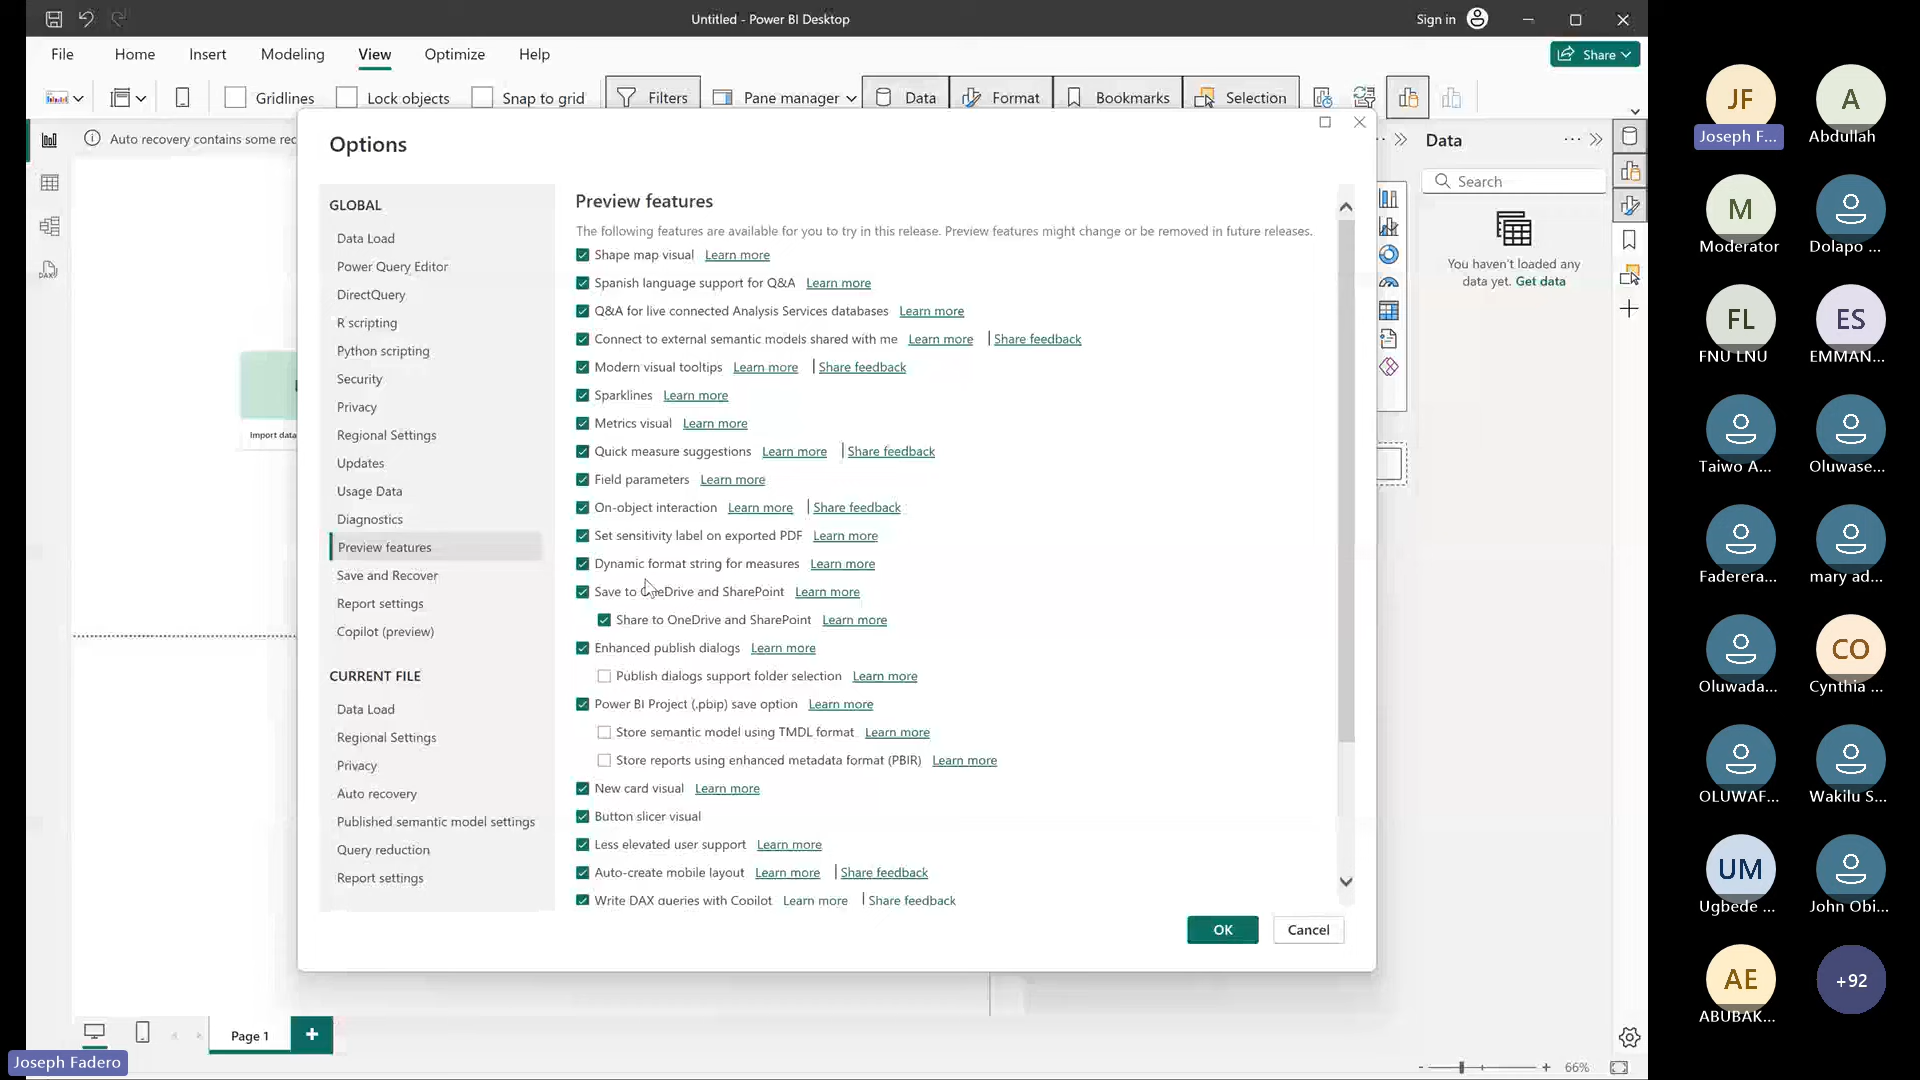 Untitled - Power BI Desktop
Sign in
File
Home
Insert
Modeling
View
Optimize
Help
Share
Gridlines
Lock objects
Snap to grid
Filters
Pane manager
Data
Format
Bookmarks
Selection
Auto recovery contains some rec
Options
GLOBAL
Data Load
Power Query Editor
DirectQuery
R scripting
Python scripting
Security
Privacy
Regional Settings
Updates
Usage Data
Diagnostics
Preview features
Save and Recover
Report settings
Copilot (preview)
CURRENT FILE
Data Load
Regional Settings
Privacy
Auto recovery
Published semantic model settings
Query reduction
Report settings
Preview features
The following features are available for you to try in this release. Preview features might change or be removed in future releases.
Shape map visual Learn more
Spanish language support for Q&A Learn more
Q&A for live connected Analysis Services databases Learn more
Connect to external semantic models shared with me Learn more | Share feedback
Modern visual tooltips Learn more | Share feedback
Sparklines Learn more
Metrics visual Learn more
Quick measure suggestions Learn more | Share feedback
Field parameters Learn more
On-object interaction Learn more | Share feedback
Set sensitivity label on exported PDF Learn more
Dynamic format string for measures Learn more
Save to OneDrive and SharePoint Learn more
Share to OneDrive and SharePoint Learn more
Enhanced publish dialogs Learn more
Publish dialogs support folder selection Learn more
Power BI Project (.pbip) save option Learn more
Store semantic model using TMDL format Learn more
Store reports using enhanced metadata format (PBIR) Learn more
New card visual Learn more
Button slicer visual
Less elevated user support Learn more
Auto-create mobile layout Learn more | Share feedback
Write DAX queries with Copilot Learn more | Share feedback
OK
Cancel
Import data
Data
Search
You haven't loaded any
data yet. Get data
DAX
Page 1
66%
Joseph Fadero
JF
Joseph F...
A
Abdullah
M
Moderator
Dolapo ...
FL
FNU LNU
ES
EMMAN...
Taiwo A...
Oluwase...
Faderera...
mary ad...
Oluwada...
CO
Cynthia ...
OLUWAF...
Wakilu S...
UM
Ugbede ...
John Obi...
AE
ABUBAK...
+92